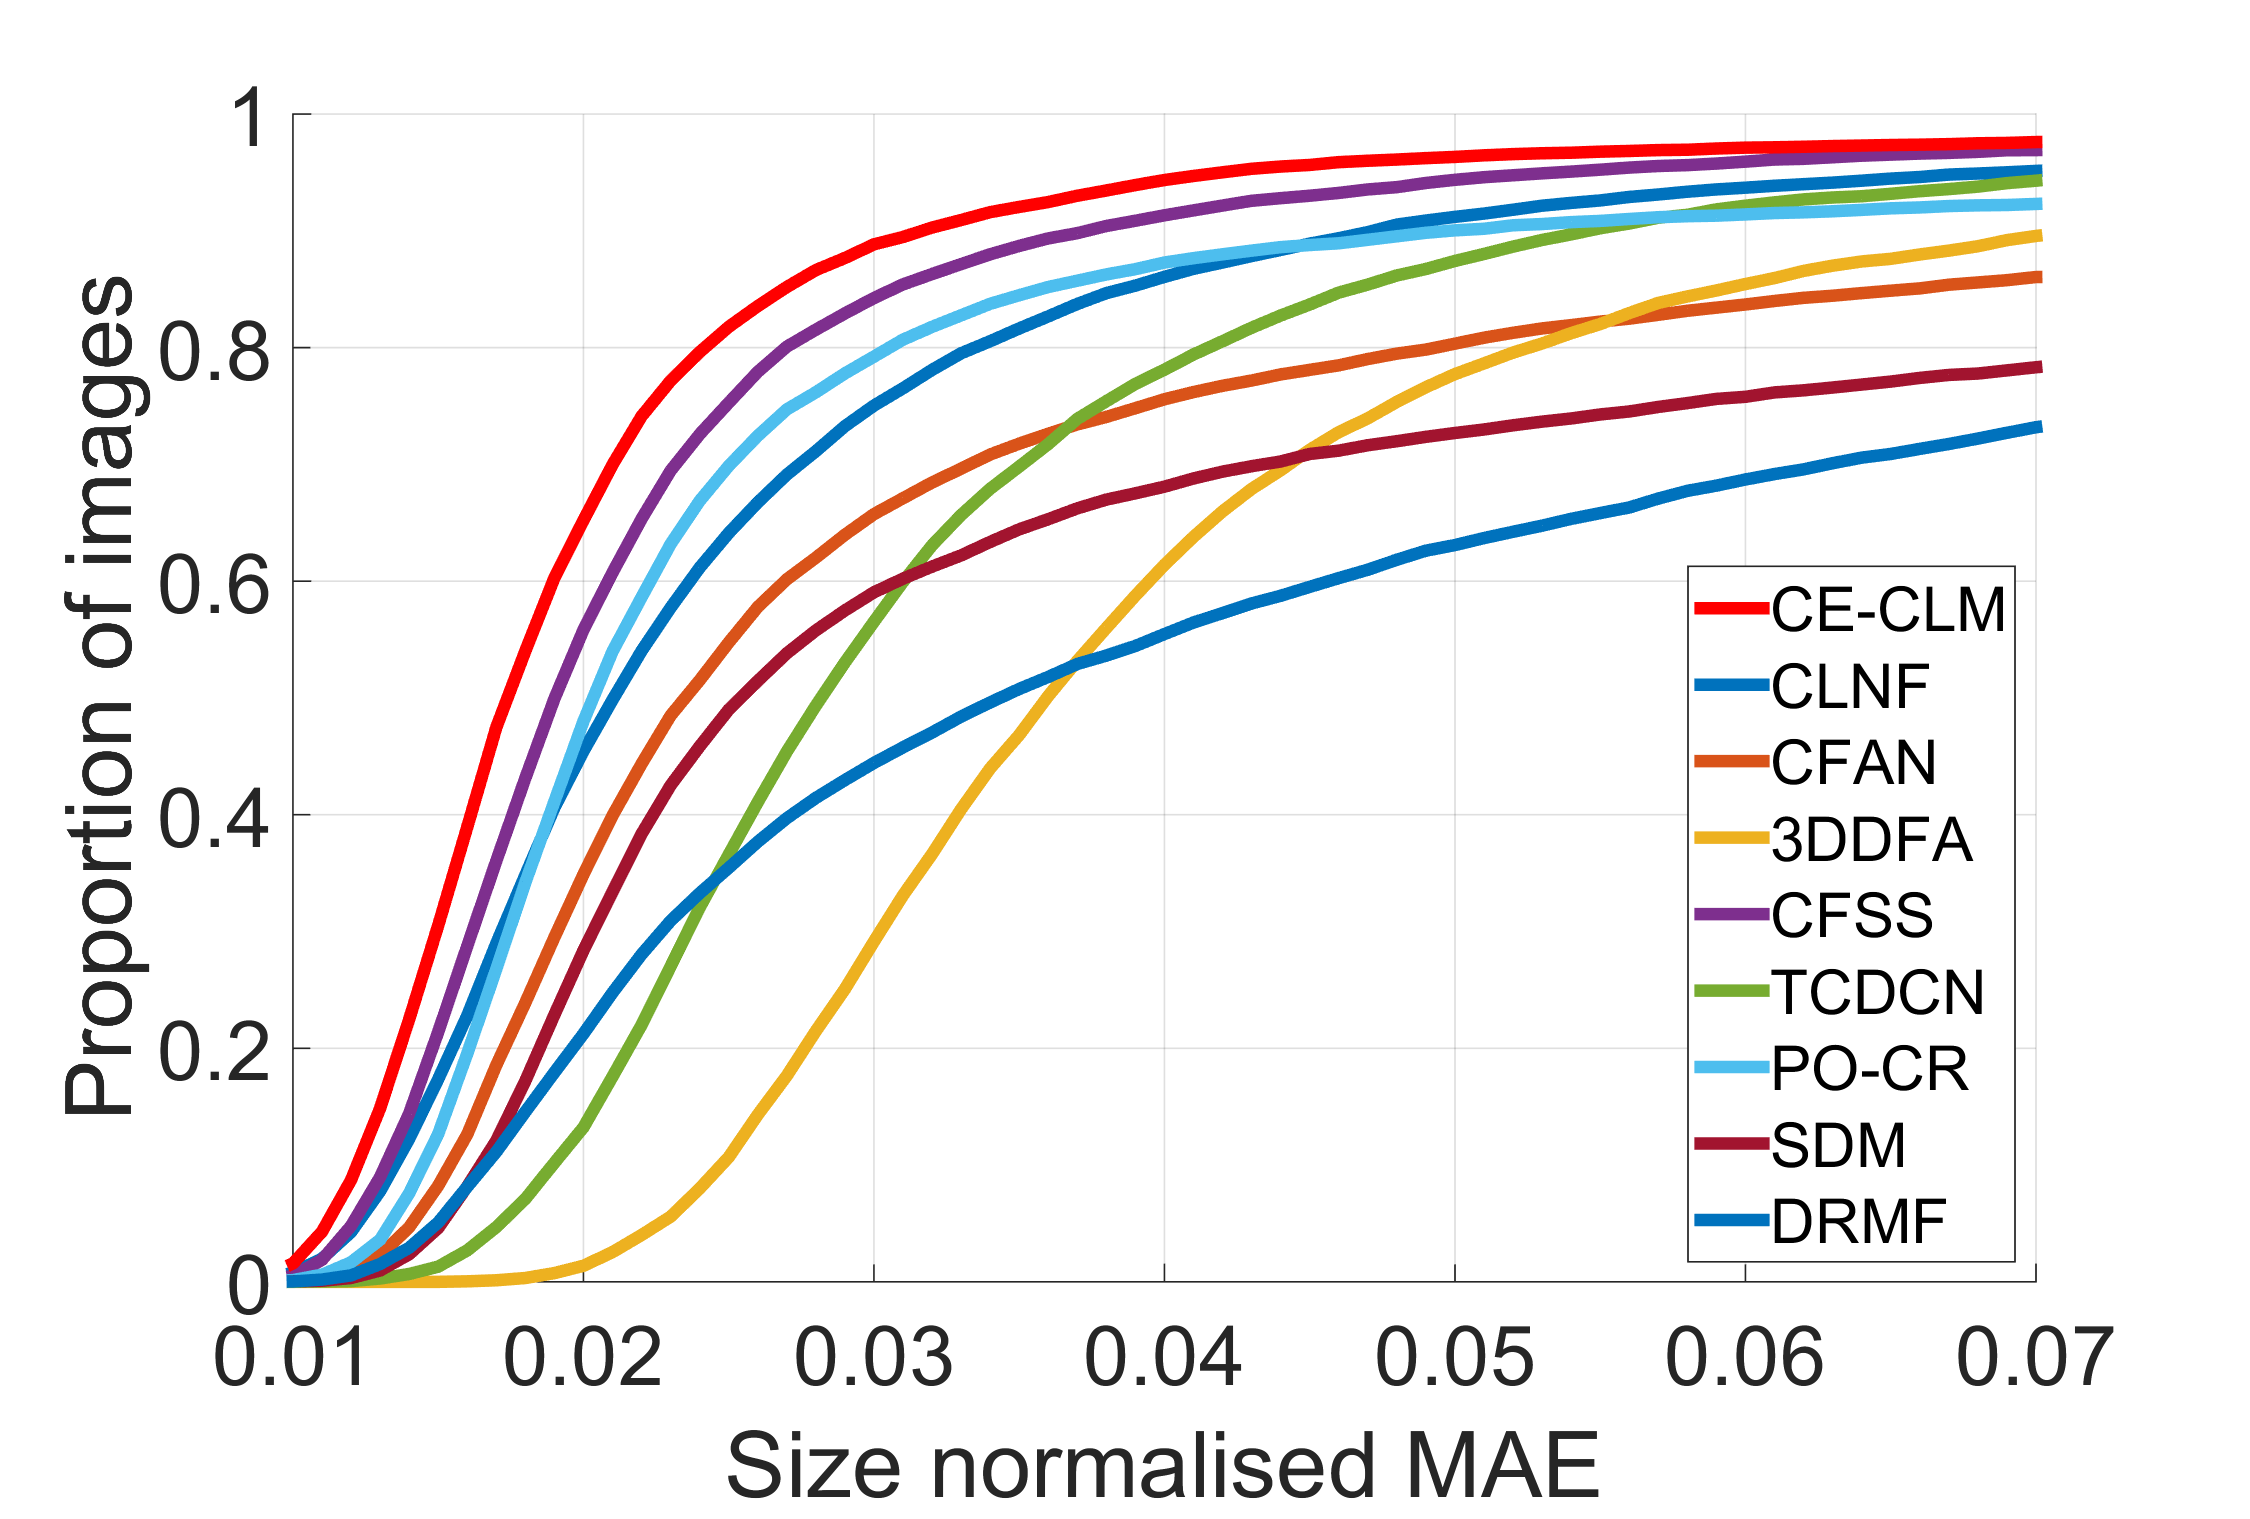 Proportion of images
1
0.8
0.6
0.4
0.2
0
0.01 0.02 0.03 0.04 0.05 0.06 0.07
Size normalised MAE
CE-CLM
CLNF
CFAN
3DDFA
CFSS
TCDCN
PO-CR
SDM
DRMF